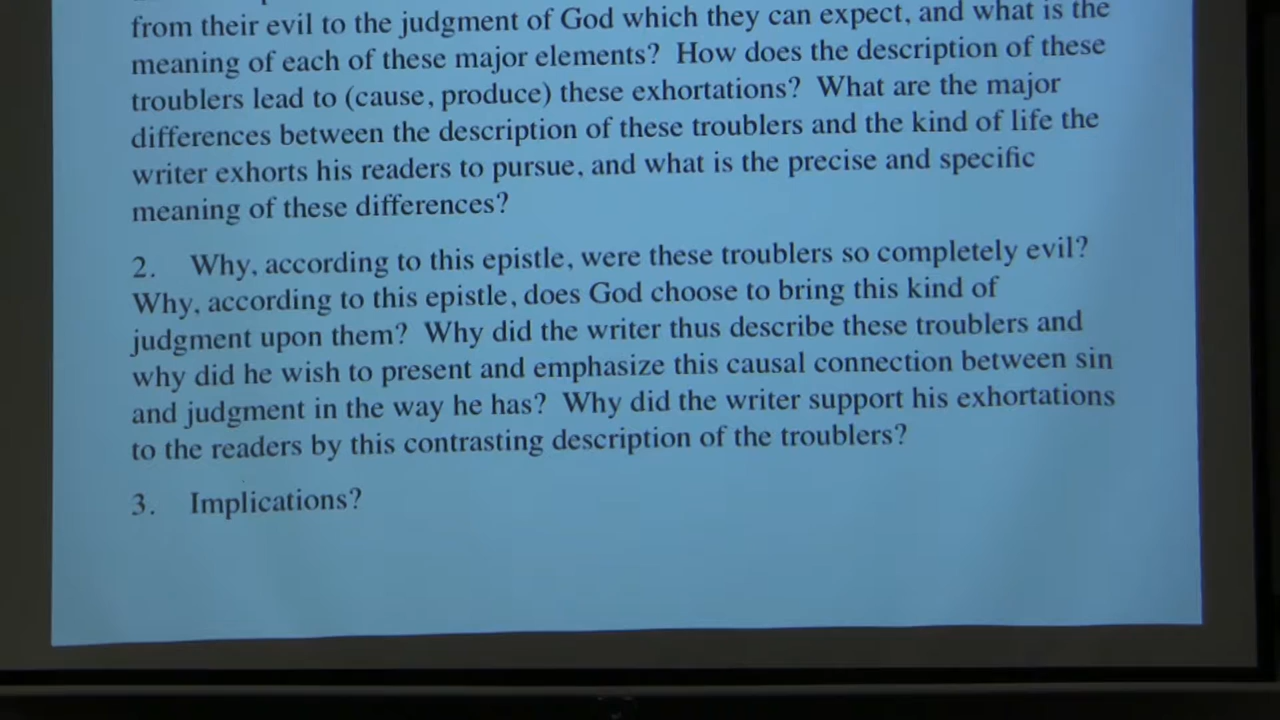 from their evil to the judgment of God which they can expect, and what is the
meaning of each of these major elements? How does the description of these
troublers lead to (cause, produce) these exhortations? What are the major
differences between the description of these troublers and the kind of life the
writer exhorts his readers to pursue, and what is the precise and specific
meaning of these differences?
2. Why, according to this epistle, were these troublers so completely evil?
Why, according to this epistle, does God choose to bring this kind of
judgment upon them? Why did the writer thus describe these troublers and
why did he wish to present and emphasize this causal connection between sin
and judgment in the way he has? Why did the writer support his exhortations
to the readers by this contrasting description of the troublers?
3. Implications?